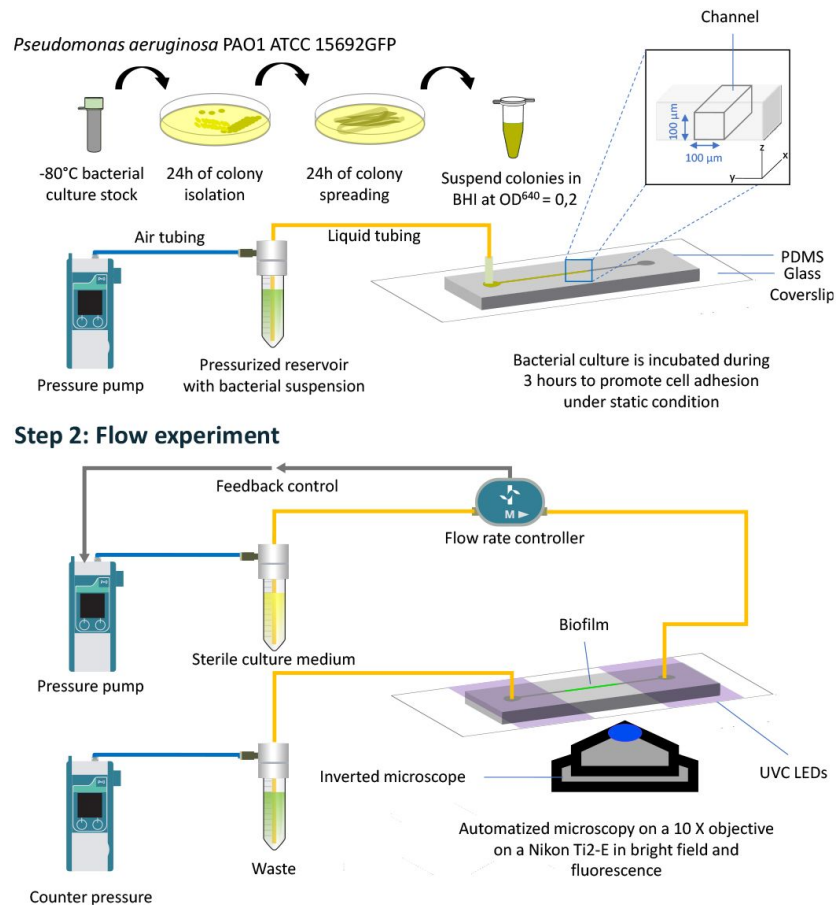 Channel
Pseudomonas aeruginosa PAO1 ATCC 15692GFP
100 µm
100 µm
z
x
y
-80°C bacterial
culture stock
24h of colony
isolation
24h of colony
spreading
Suspend colonies in
BHI at OD640 = 0,2
Air tubing
Liquid tubing
PDMS
Glass
Coverslip
Pressure pump
Pressurized reservoir
with bacterial suspension
Bacterial culture is incubated during
3 hours to promote cell adhesion
under static condition
Step 2: Flow experiment
Feedback control
M
Flow rate controller
Biofilm
Sterile culture medium
Pressure pump
UVC LEDs
Inverted microscope
Automatized microscopy on a 10 X objective
on a Nikon Ti2-E in bright field and
fluorescence
Waste
Counter pressure